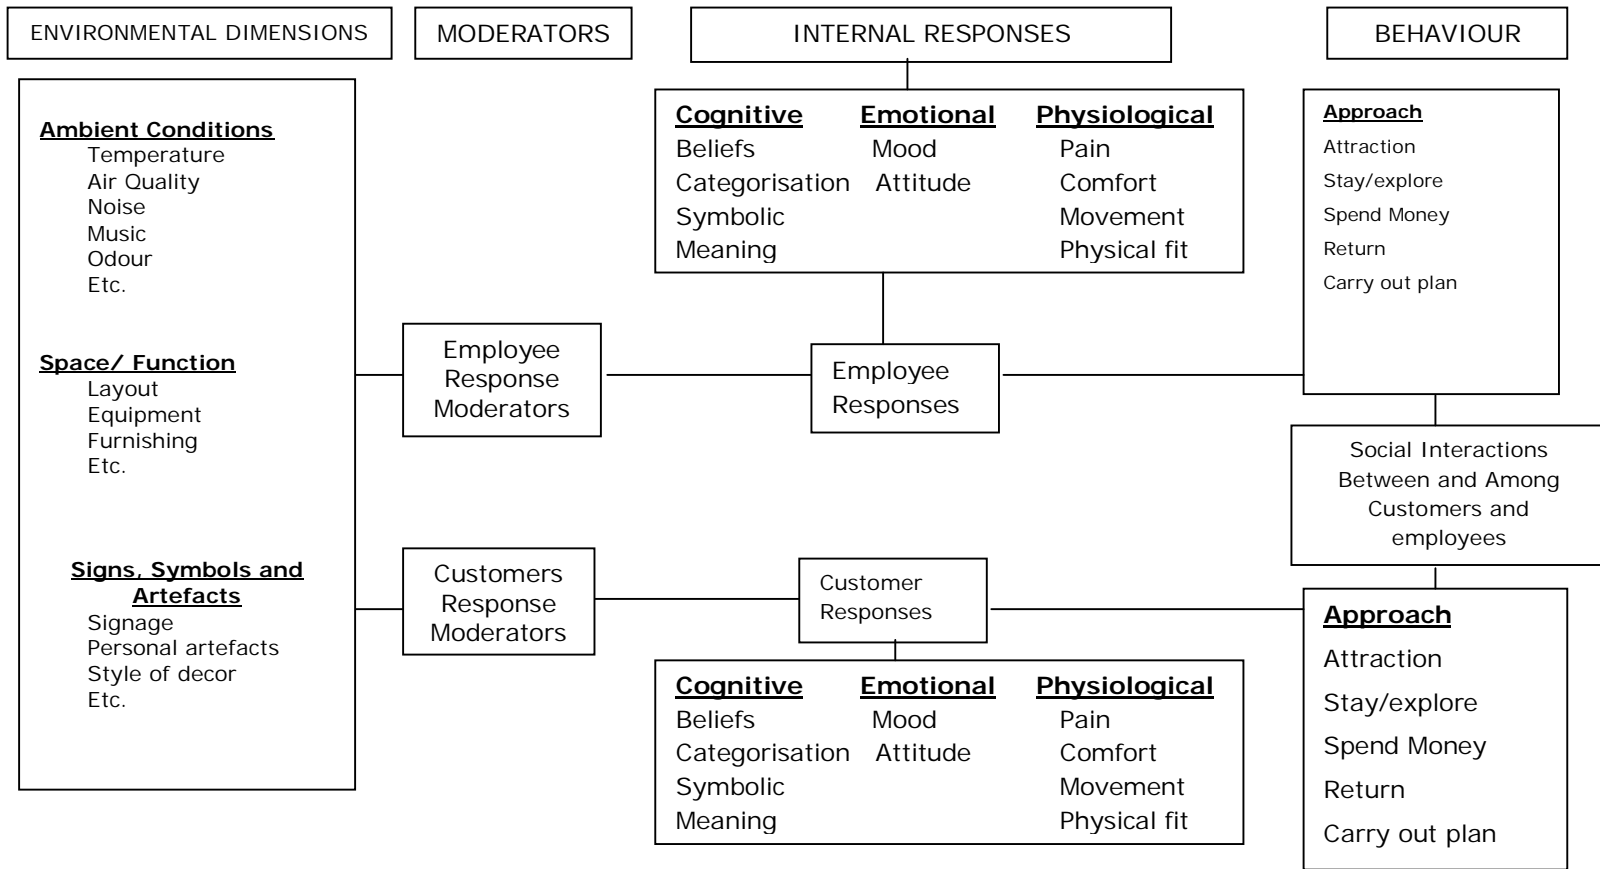 ENVIRONMENTAL DIMENSIONS
MODERATORS
INTERNAL RESPONSES
BEHAVIOUR
Ambient Conditions
Temperature
Air Quality
Noise
Music
Odour
Etc.
Space/ Function
Layout
Equipment
Furnishing
Etc.
Signs, Symbols and
Artefacts
Signage
Personal artefacts
Style of decor
Etc.
Employee
Response
Moderators
Customers
Response
Moderators
Cognitive Emotional Physiological
Beliefs Mood Pain
Categorisation Attitude Comfort
Symbolic Movement
Meaning Physical fit
Employee
Responses
Customer
Responses
Cognitive Emotional Physiological
Beliefs Mood Pain
Categorisation Attitude Comfort
Symbolic Movement
Meaning Physical fit
Approach
Attraction
Stay/explore
Spend Money
Return
Carry out plan
Social Interactions
Between and Among
Customers and
employees
Approach
Attraction
Stay/explore
Spend Money
Return
Carry out plan